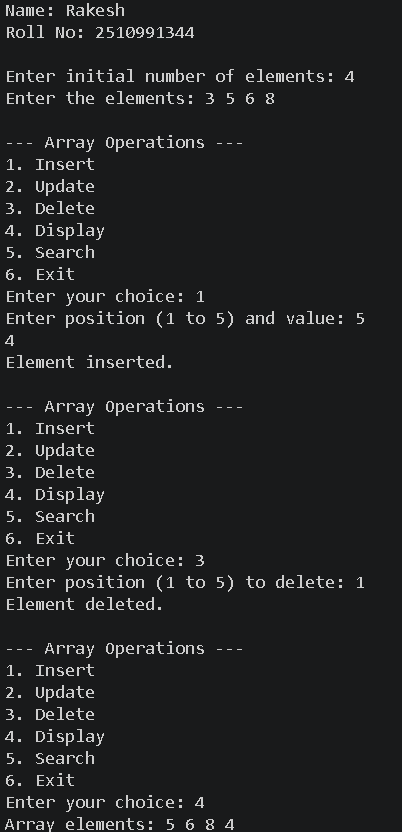 Name: Rakesh
Roll No: 2510991344
Enter initial number of elements: 4
Enter the elements: 3 5 6 8
--- Array Operations ---
1. Insert
2. Update
3. Delete
4. Display
5. Search
6. Exit
Enter your choice: 1
Enter position (1 to 5) and value: 5
4
Element inserted.
--- Array Operations ---
1. Insert
2. Update
3. Delete
4. Display
5. Search
6. Exit
Enter your choice: 3
Enter position (1 to 5) to delete: 1
Element deleted.
--- Array Operations ---
1. Insert
2. Update
3. Delete
4. Display
5. Search
6. Exit
Enter your choice: 4
Array elements: 5 6 8 4